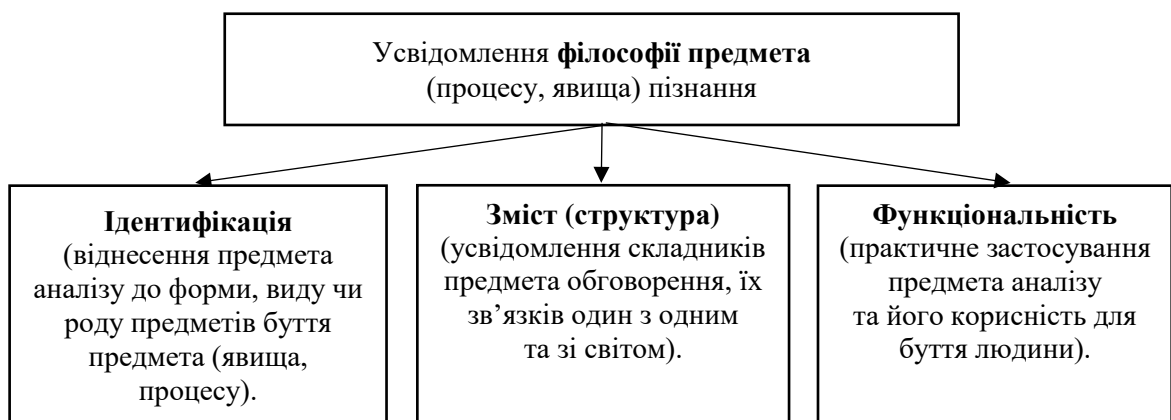 Усвідомлення філософії предмета
(процесу, явища) пізнання
Ідентифікація
(віднесення предмета
аналізу до форми, виду чи
роду предметів буття
предмета (явища,
процесу).
Зміст (структура)
(усвідомлення складників
предмета обговорення, їх
зв’язків один з одним
та зі світом).
Функціональність
(практичне застосування
предмета аналізу
та його корисність для
буття людини).